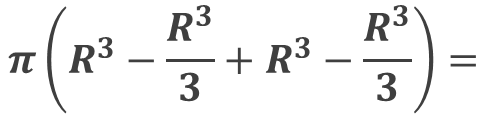 π(R³ − R³/3 + R³ − R³/3) =